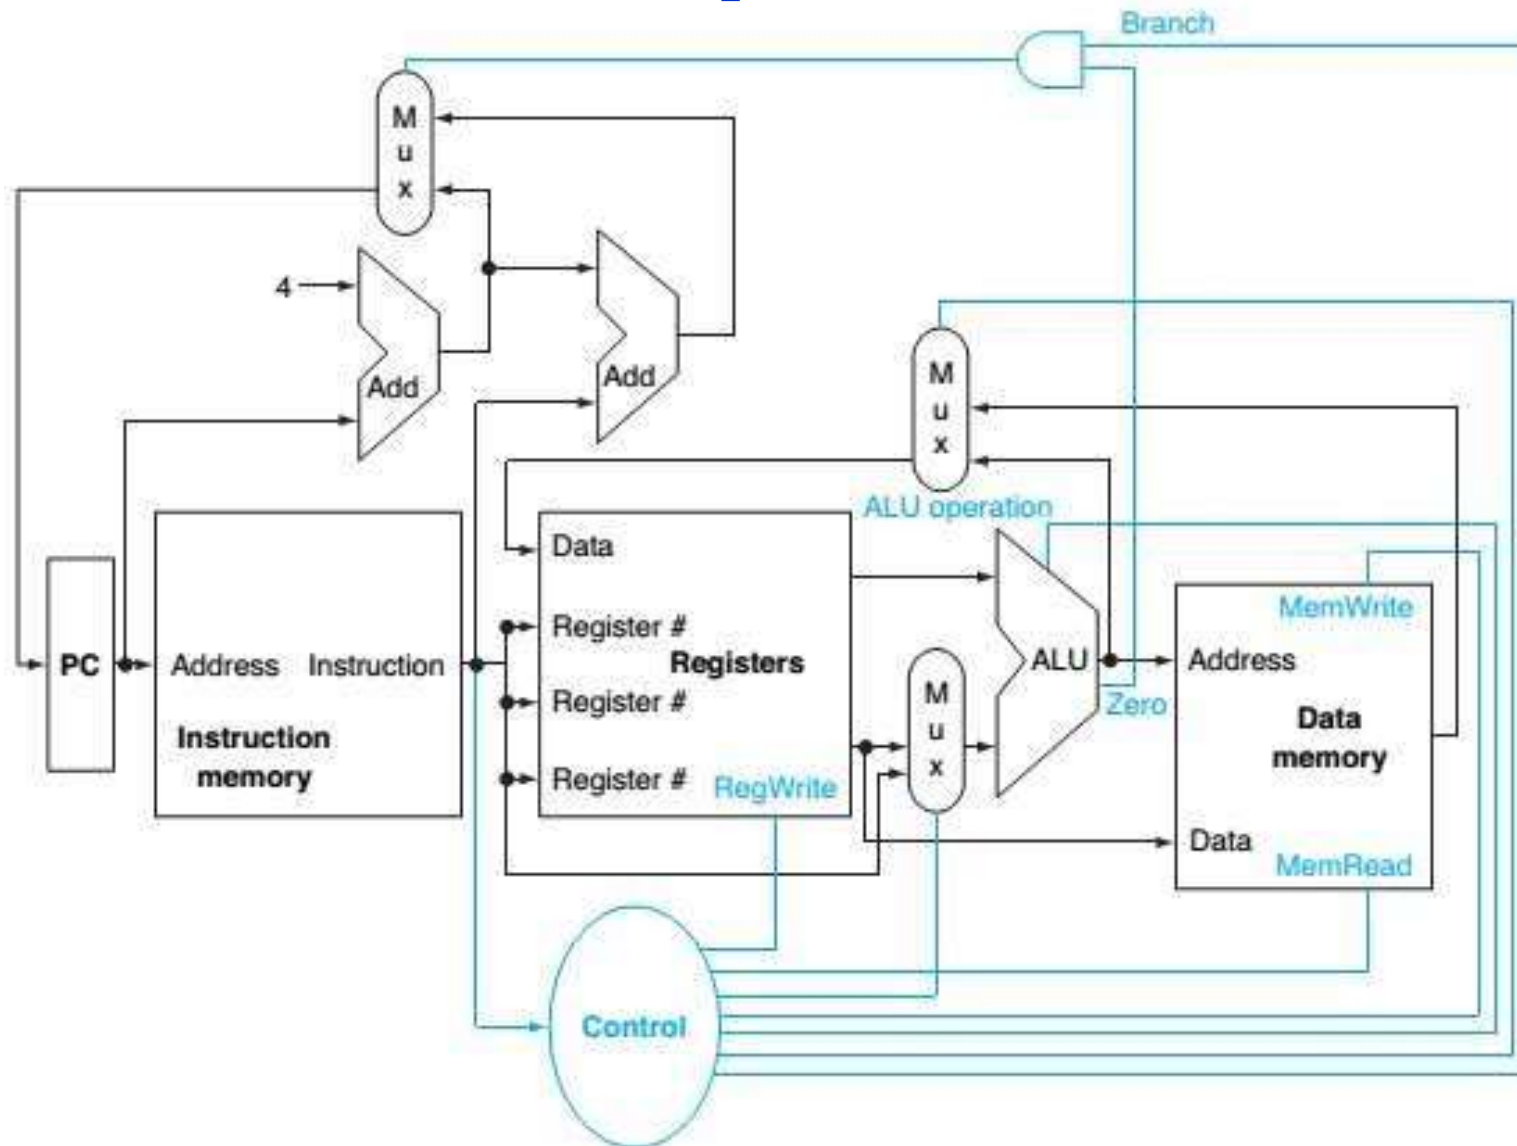 Branch
M
u
x
4
Add
Add
M
u
x
ALU operation
Data
MemWrite
Register #
PC
Address
Instruction
Registers
ALU
Address
M
u
x
Register #
Zero
Data
memory
Instruction
memory
Register #
RegWrite
Data
MemRead
Control